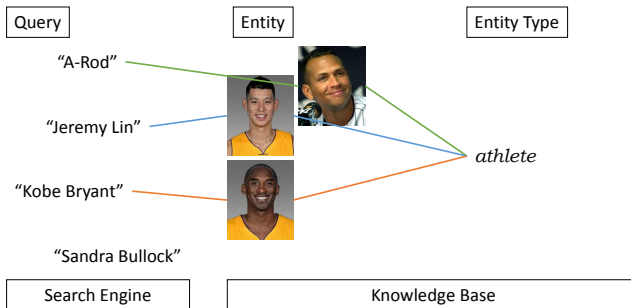 Query
Entity
Entity Type
“A-Rod”
“Jeremy Lin”
athlete
“Kobe Bryant”
“Sandra Bullock”
Search Engine
Knowledge Base